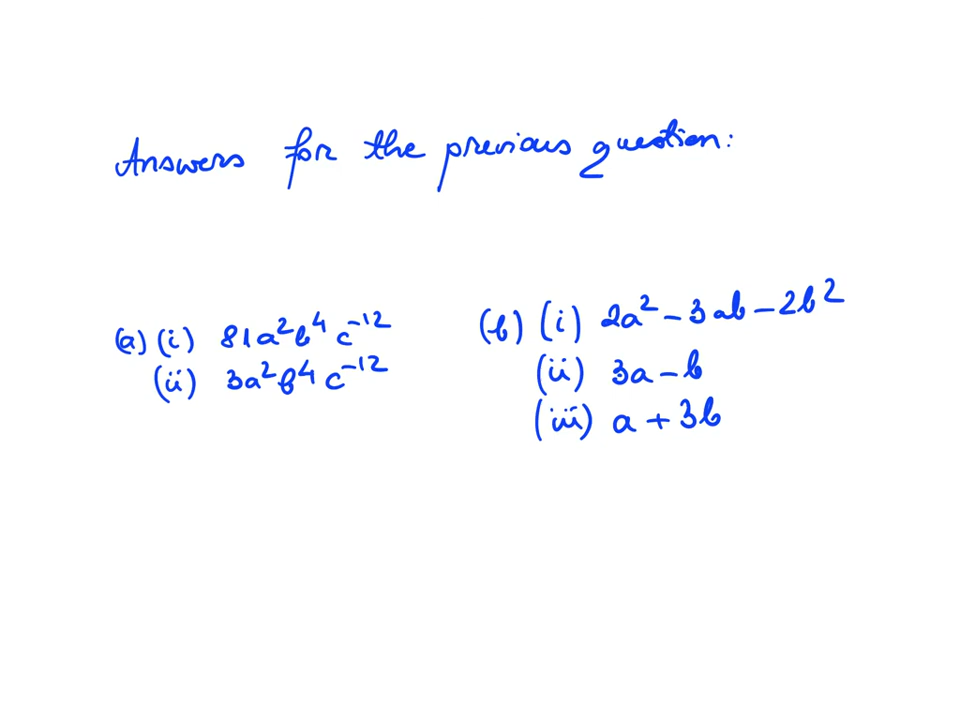 Answers for the previous question:
(a) (i) 81a²b⁴c⁻¹²
(ii) 3a²b⁴c⁻¹²
(b) (i) 2a² - 3ab - 2b²
(ii) 3a - b
(iii) a + 3b